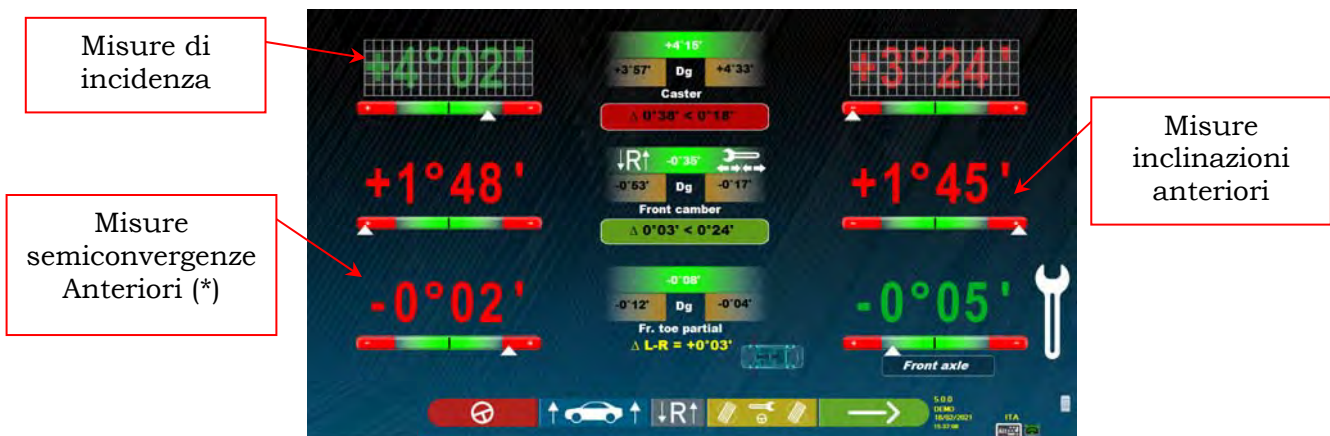 Misure di
incidenza
Misure
semiconvergenze
Anteriori (*)
+4°02'
+1°48'
-0°02'
+4°15'
+3°57' Dg +4°33'
Caster
Δ 0°38' < 0°18'
↓R↑ -0°35'
-0°53' Dg -0°17'
Front camber
Δ 0°03' < 0°24'
-0°08'
-0°12' Dg -0°04'
Fr. toe partial
Δ L-R = +0°03'
+3°24'
+1°45'
-0°05'
Front axle
Misure
inclinazioni
anteriori
↓R↑
5.0.0
DEMO
18/02/2021
ITA